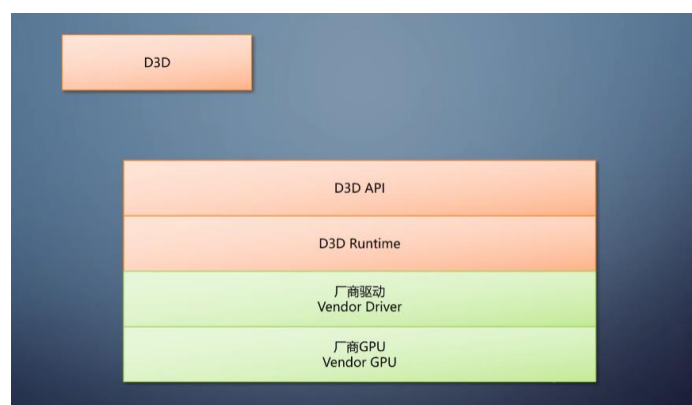 D3D
D3D API
D3D Runtime
厂商驱动
Vendor Driver
厂商GPU
Vendor GPU